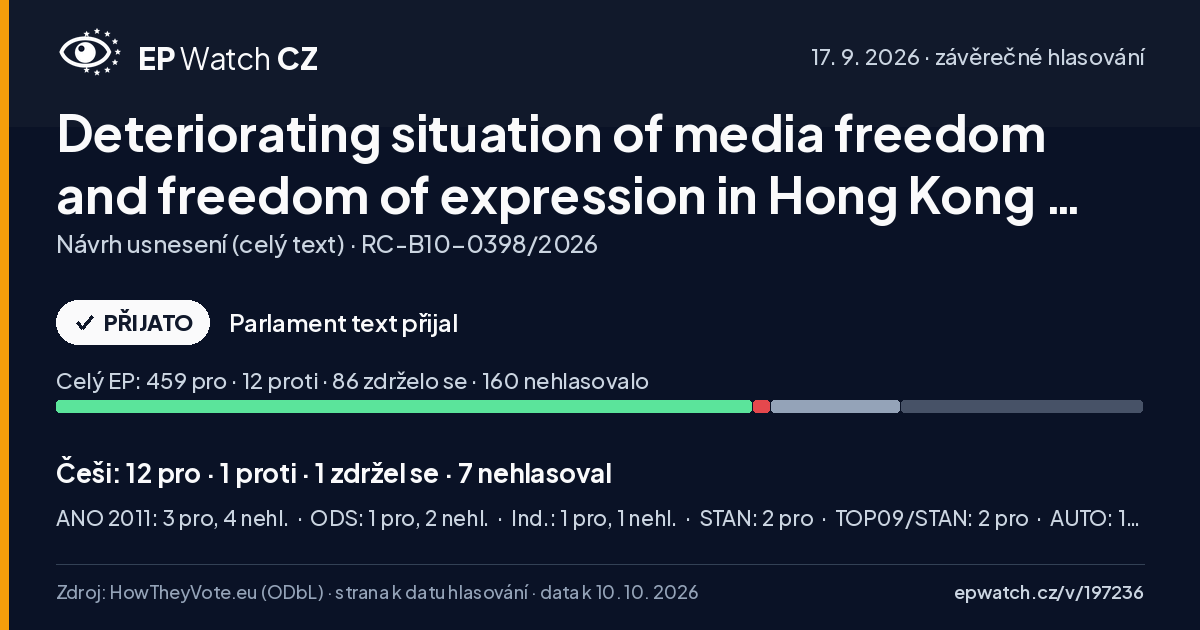 EP Watch CZ
17. 9. 2026 · závěrečné hlasování
Deteriorating situation of media freedom
and freedom of expression in Hong Kong ...
Návrh usnesení (celý text) · RC-B10-0398/2026
✓ PŘIJATO
Parlament text přijal
Celý EP: 459 pro · 12 proti · 86 zdrželo se · 160 nehlasovalo
Češi: 12 pro · 1 proti · 1 zdržel se · 7 nehlasoval
ANO 2011: 3 pro, 4 nehl. · ODS: 1 pro, 2 nehl. · Ind.: 1 pro, 1 nehl. · STAN: 2 pro · TOP09/STAN: 2 pro · AUTO: 1…
Zdroj: HowTheyVote.eu (ODbL) · strana k datu hlasování · data k 10. 10. 2026
epwatch.cz/v/197236